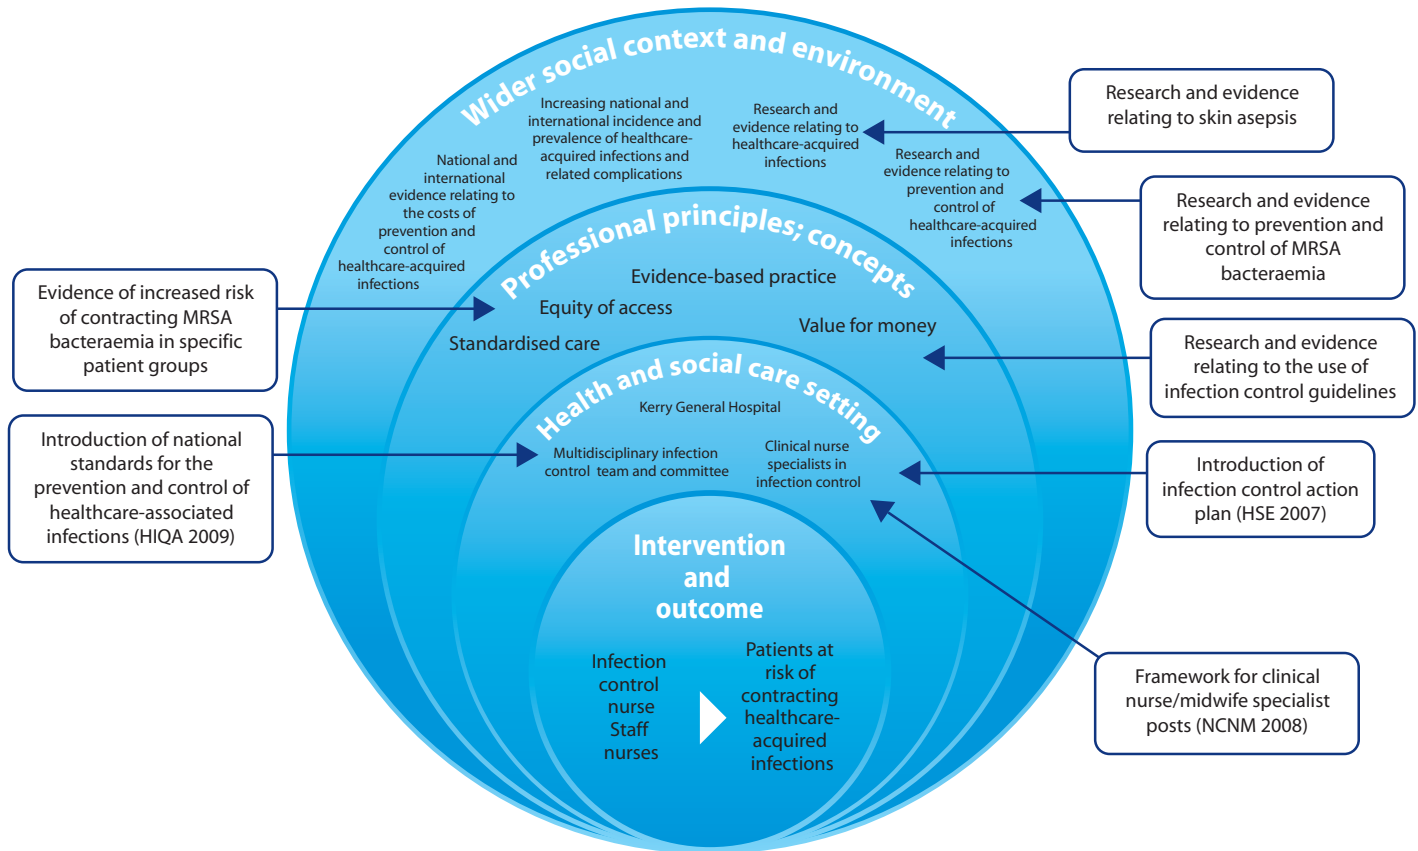 Wider social context and environment
Increasing national and
international incidence and
prevalence of healthcare-
acquired infections and
related complications
Research and
evidence relating to
healthcare-acquired
infections
National and
international
evidence relating to
the costs of
prevention and
control of
healthcare-acquired
infections
Research and
evidence relating to
prevention and
control of
healthcare-acquired
infections
Research and evidence
relating to skin asepsis
Research and evidence
relating to prevention and
control of MRSA
bacteraemia
Professional principles; concepts
Evidence-based practice
Equity of access
Value for money
Standardised care
Evidence of increased risk
of contracting MRSA
bacteraemia in specific
patient groups
Research and evidence
relating to the use of
infection control guidelines
Health and social care setting
Kerry General Hospital
Multidisciplinary infection
control team and committee
Clinical nurse
specialists in
infection control
Introduction of national
standards for the
prevention and control of
healthcare-associated
infections (HIQA 2009)
Introduction of
infection control action
plan (HSE 2007)
Intervention
and
outcome
Infection
control
nurse
Staff
nurses
Patients at
risk of
contracting
healthcare-
acquired
infections
Framework for clinical
nurse/midwife specialist
posts (NCNM 2008)